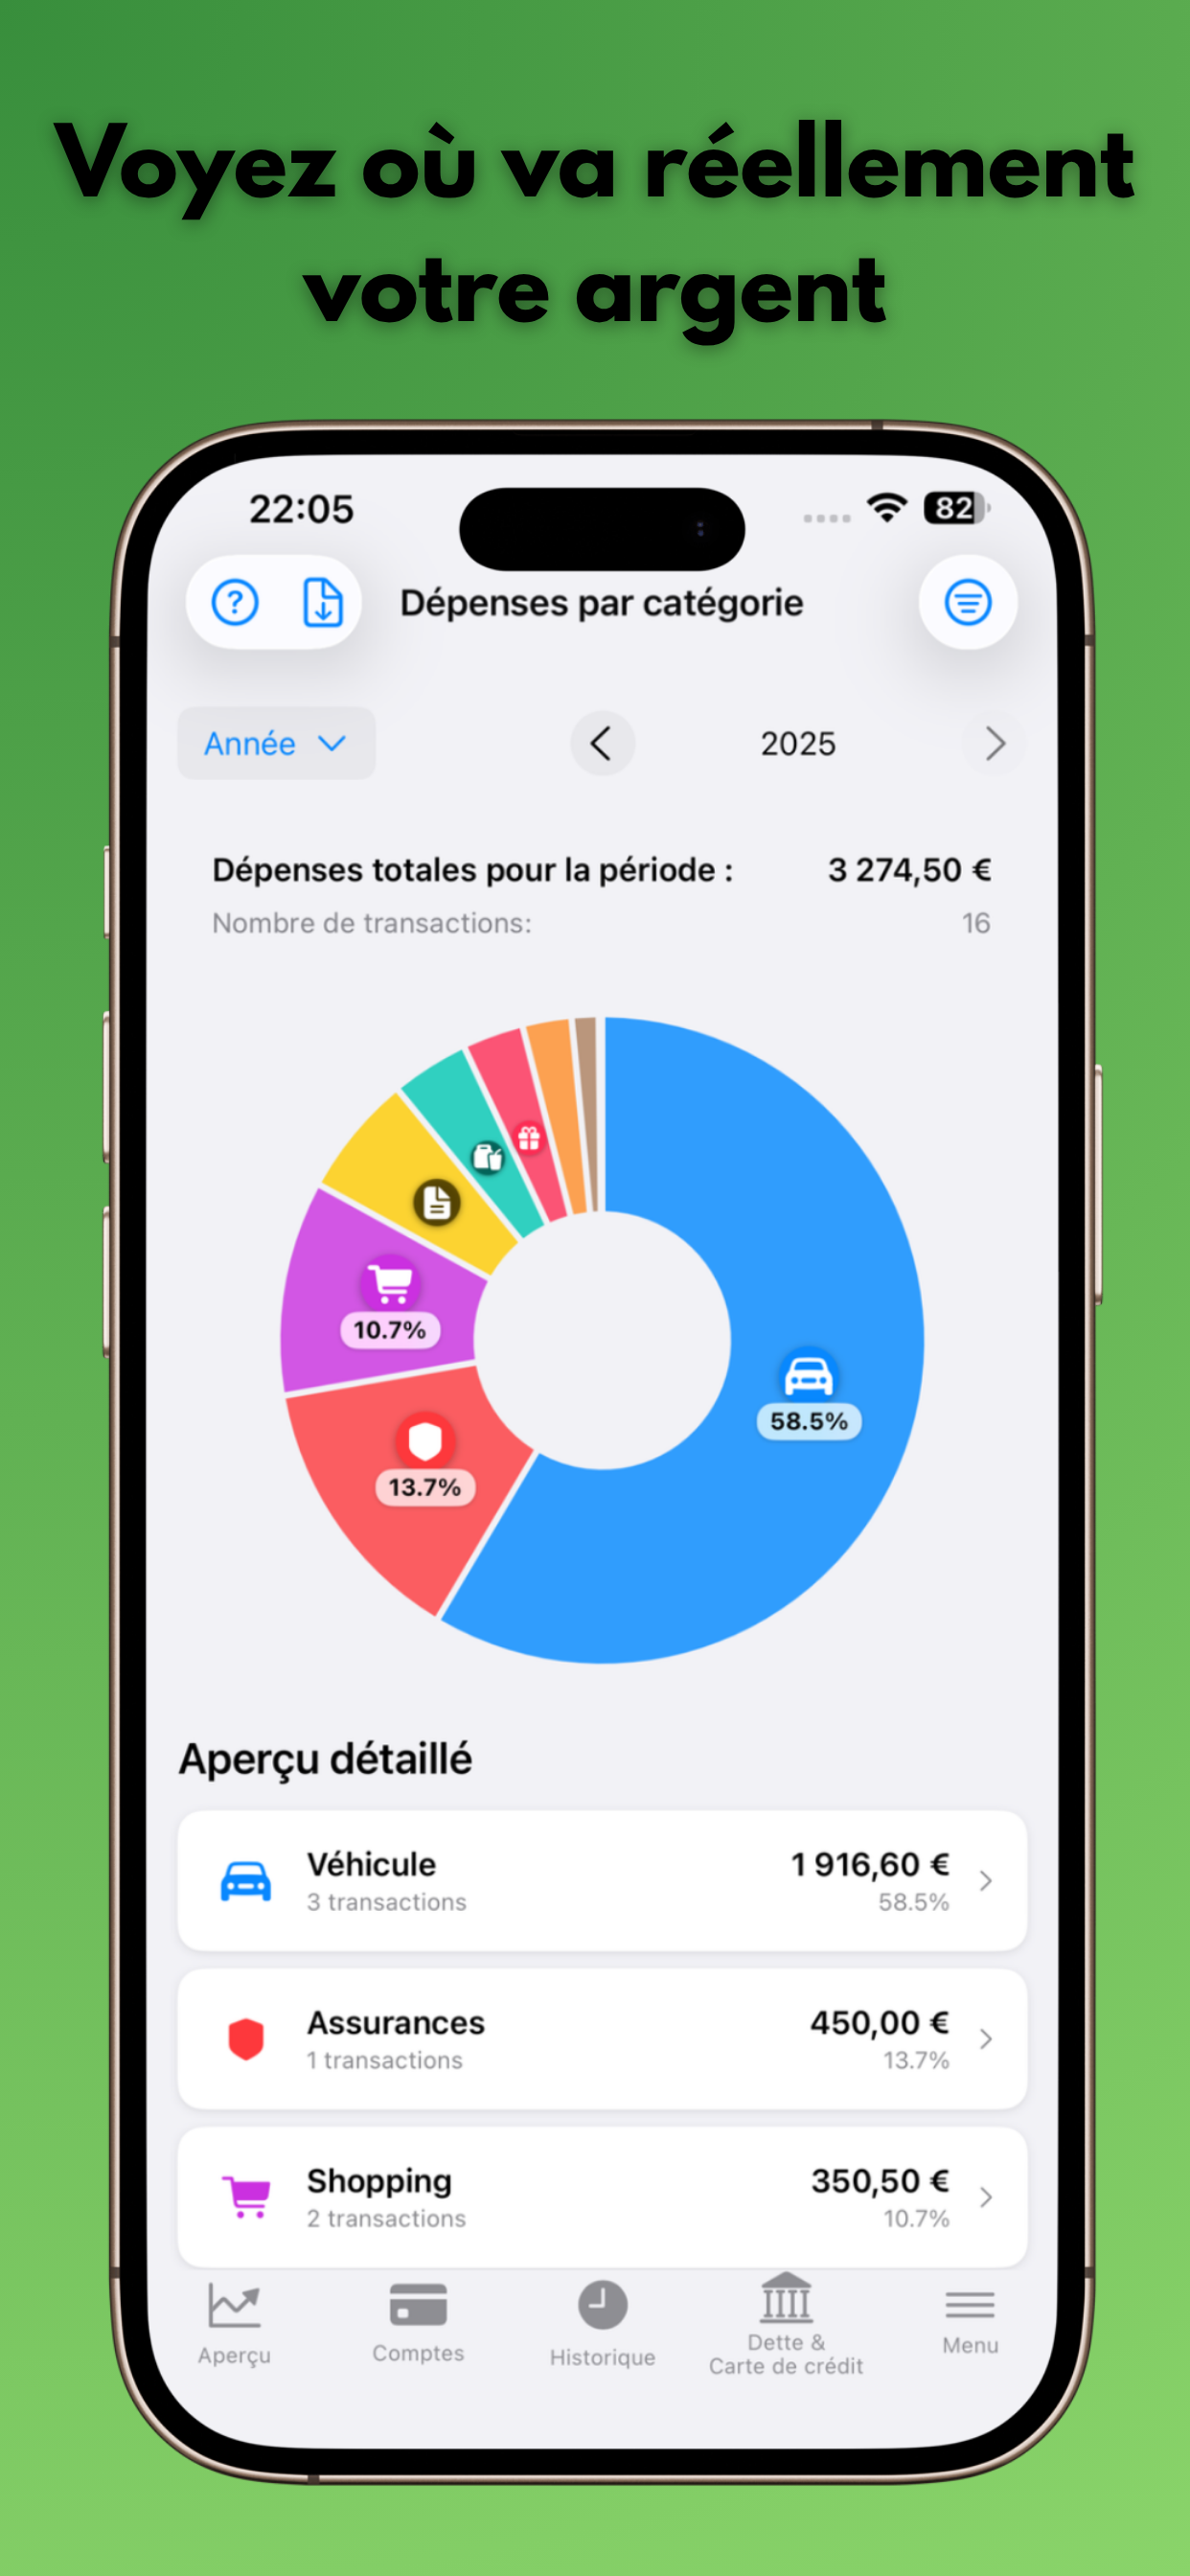 Voyez où va réellement
votre argent
22:05
82
?
Dépenses par catégorie
Année
2025
Dépenses totales pour la période :
3 274,50 €
Nombre de transactions:
16
10.7%
58.5%
13.7%
Aperçu détaillé
Véhicule
1 916,60 €
3 transactions
58.5%
Assurances
450,00 €
1 transactions
13.7%
Shopping
350,50 €
2 transactions
10.7%
Aperçu
Comptes
Historique
Dette &
Carte de crédit
Menu